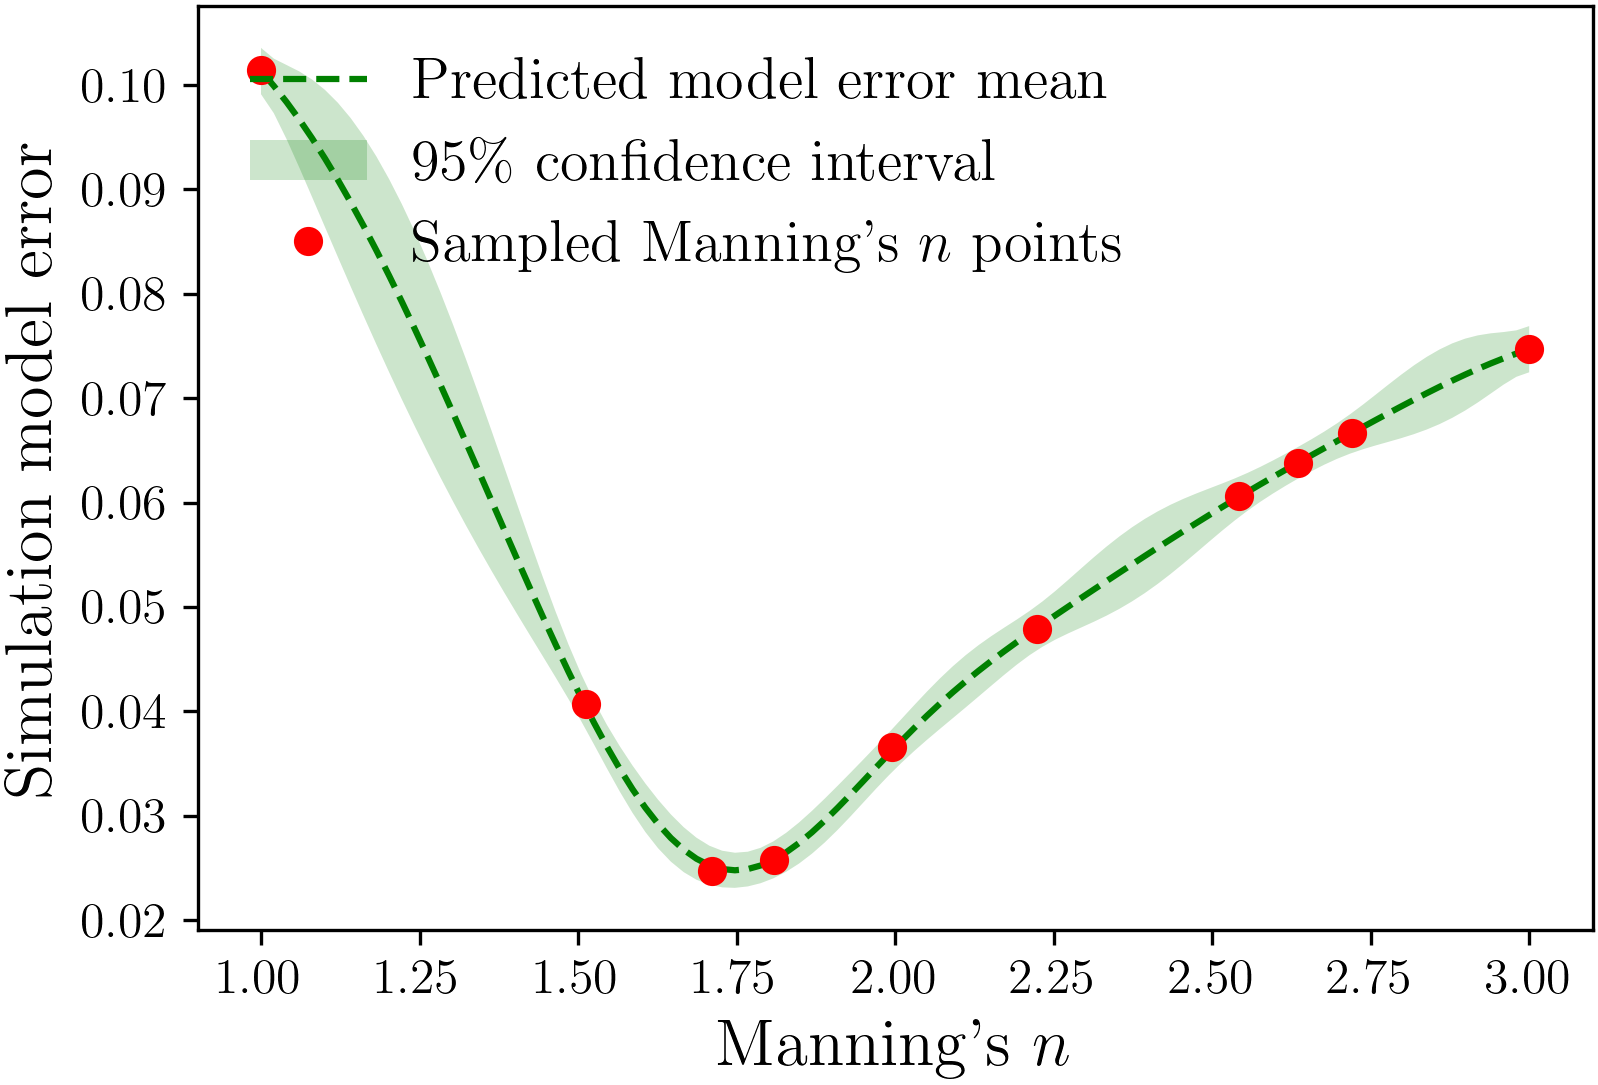 Predicted model error mean
95% confidence interval
Sampled Manning's n points
Simulation model error
0.10
0.09
0.08
0.07
0.06
0.05
0.04
0.03
0.02
1.00 1.25 1.50 1.75 2.00 2.25 2.50 2.75 3.00
Manning's n